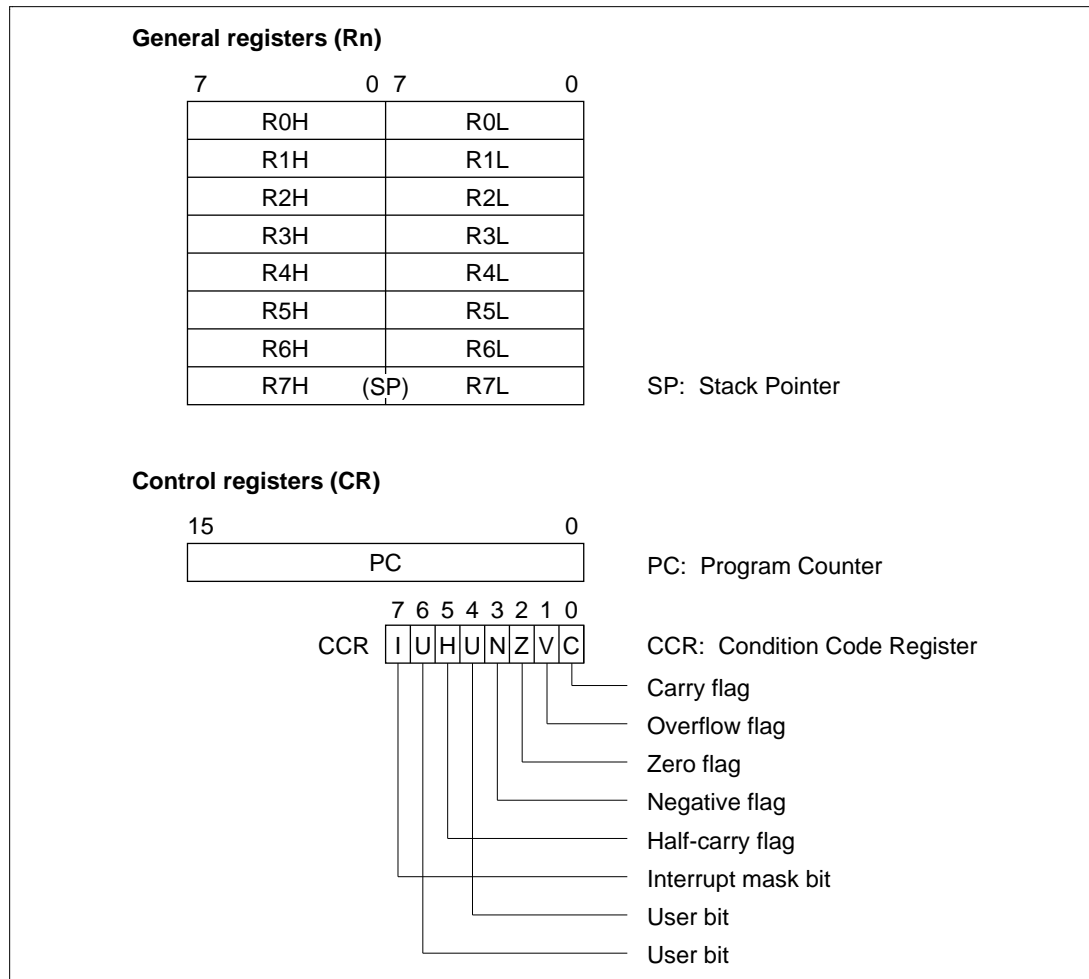 General registers (Rn)
7 0 7 0
R0H R0L
R1H R1L
R2H R2L
R3H R3L
R4H R4L
R5H R5L
R6H R6L
R7H (SP) R7L SP: Stack Pointer
Control registers (CR)
15 0
PC PC: Program Counter
7 6 5 4 3 2 1 0
CCR I U H U N Z V C CCR: Condition Code Register
Carry flag
Overflow flag
Zero flag
Negative flag
Half-carry flag
Interrupt mask bit
User bit
User bit